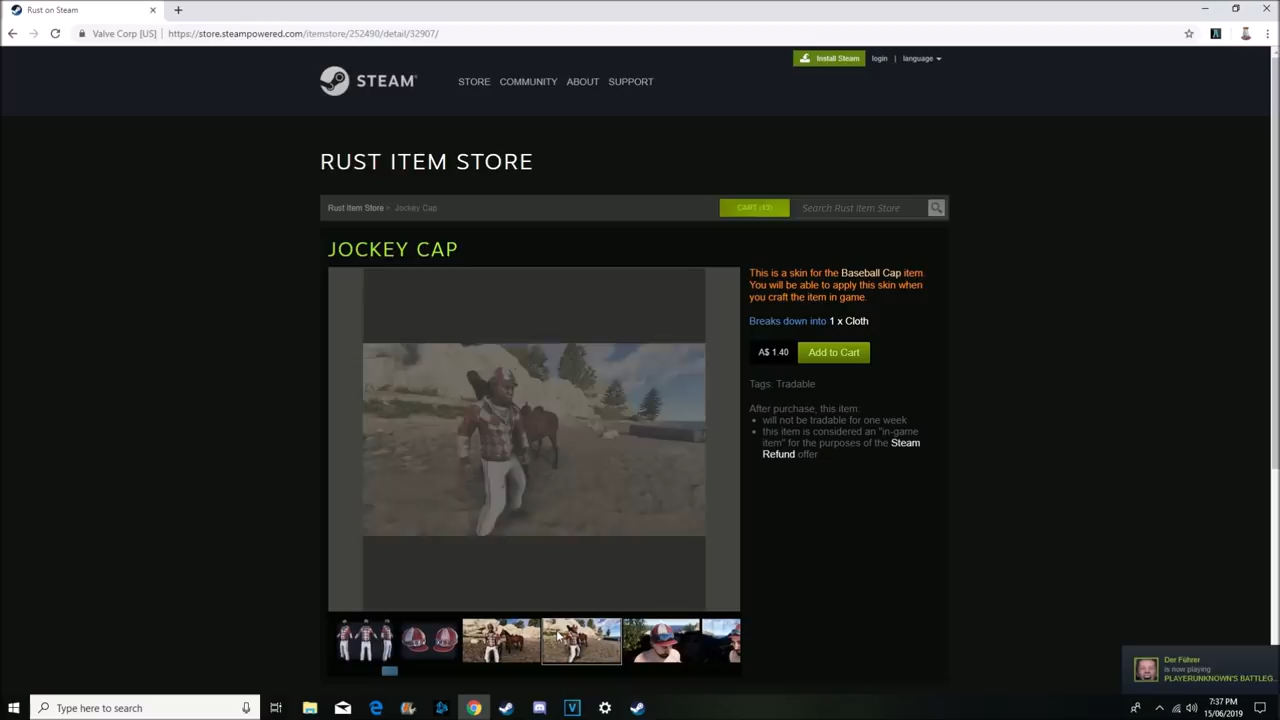 Rust on Steam
Valve Corp [US]
https://store.steampowered.com/itemstore/252490/detail/32907/
Install Steam
login
language
STEAM
STORE
COMMUNITY
ABOUT
SUPPORT
RUST ITEM STORE
Rust Item Store
Jockey Cap
Search Rust Item Store
JOCKEY CAP
This is a skin for the Baseball Cap item.
You will be able to apply this skin when
you craft the item in game.
Breaks down into 1 x Cloth
A$ 1.40
Add to Cart
Tags: Tradable
After purchase, this item:
will not be tradable for one week
this item is considered an "in-game
item" for the purposes of the Steam
Refund offer
Der Führer
is now playing
PLAYERUNKNOWN'S BATTLEG...
Type here to search
7:37 PM
15/06/2019